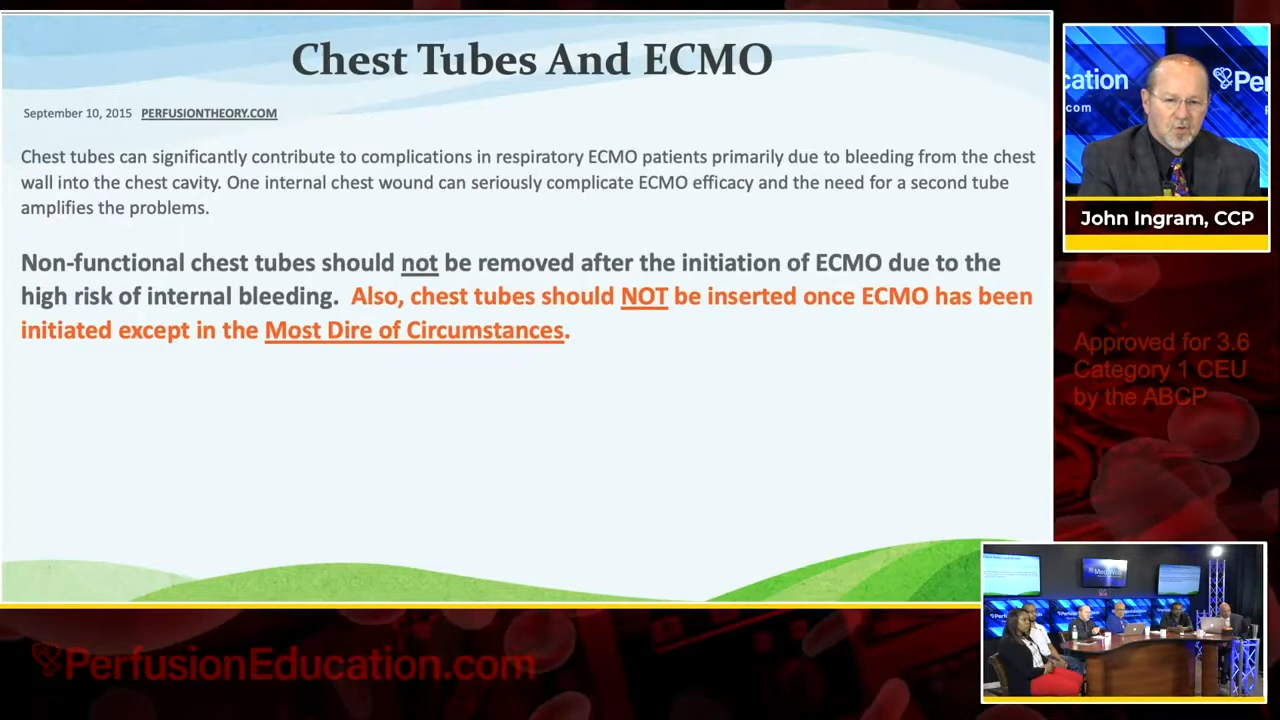 Chest Tubes And ECMO
September 10, 2015 PERFUSIONTHEORY.COM
Chest tubes can significantly contribute to complications in respiratory ECMO patients primarily due to bleeding from the chest
wall into the chest cavity. One internal chest wound can seriously complicate ECMO efficacy and the need for a second tube
amplifies the problems.
Non-functional chest tubes should not be removed after the initiation of ECMO due to the
high risk of internal bleeding. Also, chest tubes should NOT be inserted once ECMO has been
initiated except in the Most Dire of Circumstances.
cation
.com
Per
John Ingram, CCP
Approved for 3.6
Category 1 CEU
by the ABCP
PerfusionEducation.com